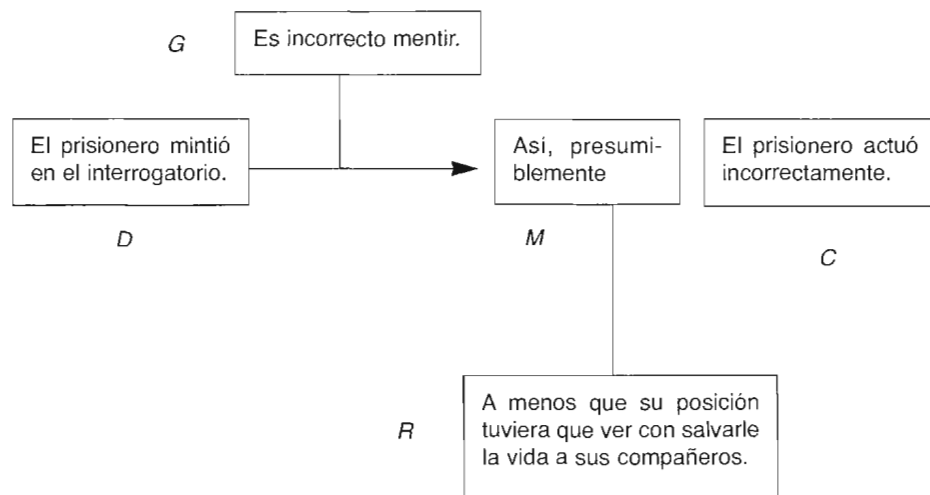 G
Es incorrecto mentir.
El prisionero mintió
en el interrogatorio.
Así, presumi-
blemente
El prisionero actuó
incorrectamente.
D
M
C
A menos que su posición
tuviera que ver con salvarle
la vida a sus compañeros.
R